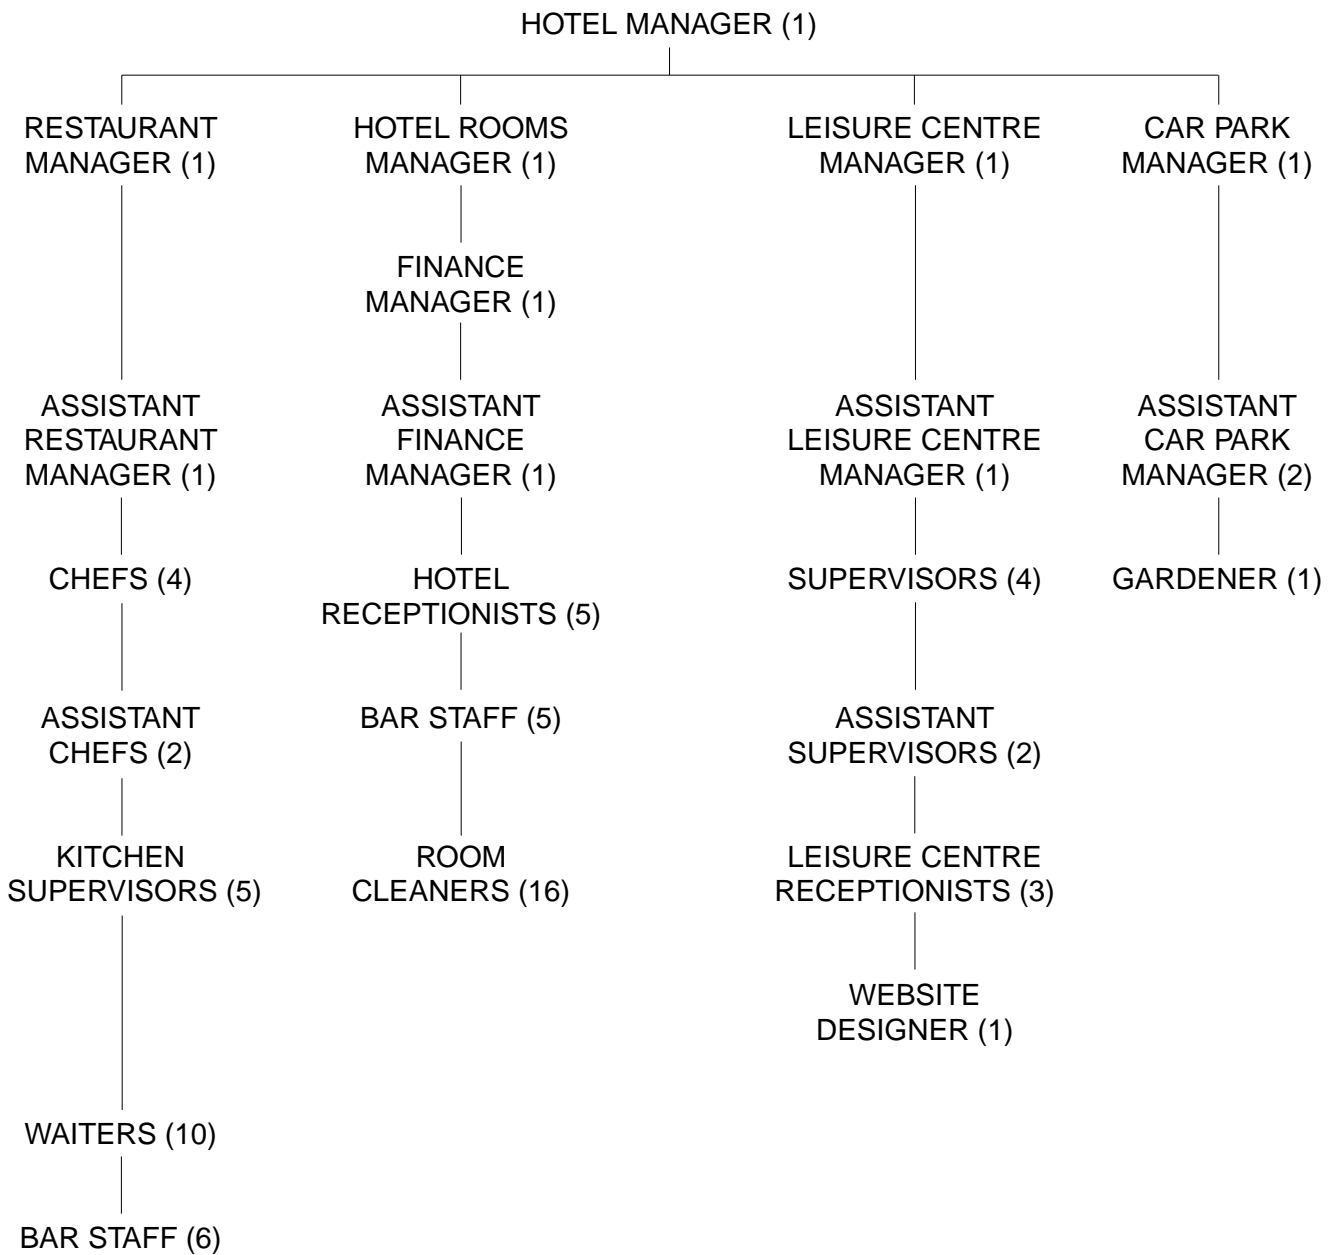 HOTEL MANAGER (1)
RESTAURANT
MANAGER (1)
HOTEL ROOMS
MANAGER (1)
LEISURE CENTRE
MANAGER (1)
CAR PARK
MANAGER (1)
FINANCE
MANAGER (1)
ASSISTANT
RESTAURANT
MANAGER (1)
ASSISTANT
FINANCE
MANAGER (1)
ASSISTANT
LEISURE CENTRE
MANAGER (1)
ASSISTANT
CAR PARK
MANAGER (2)
CHEFS (4)
HOTEL
RECEPTIONISTS (5)
SUPERVISORS (4)
GARDENER (1)
ASSISTANT
CHEFS (2)
BAR STAFF (5)
ASSISTANT
SUPERVISORS (2)
KITCHEN
SUPERVISORS (5)
ROOM
CLEANERS (16)
LEISURE CENTRE
RECEPTIONISTS (3)
WEBSITE
DESIGNER (1)
WAITERS (10)
BAR STAFF (6)